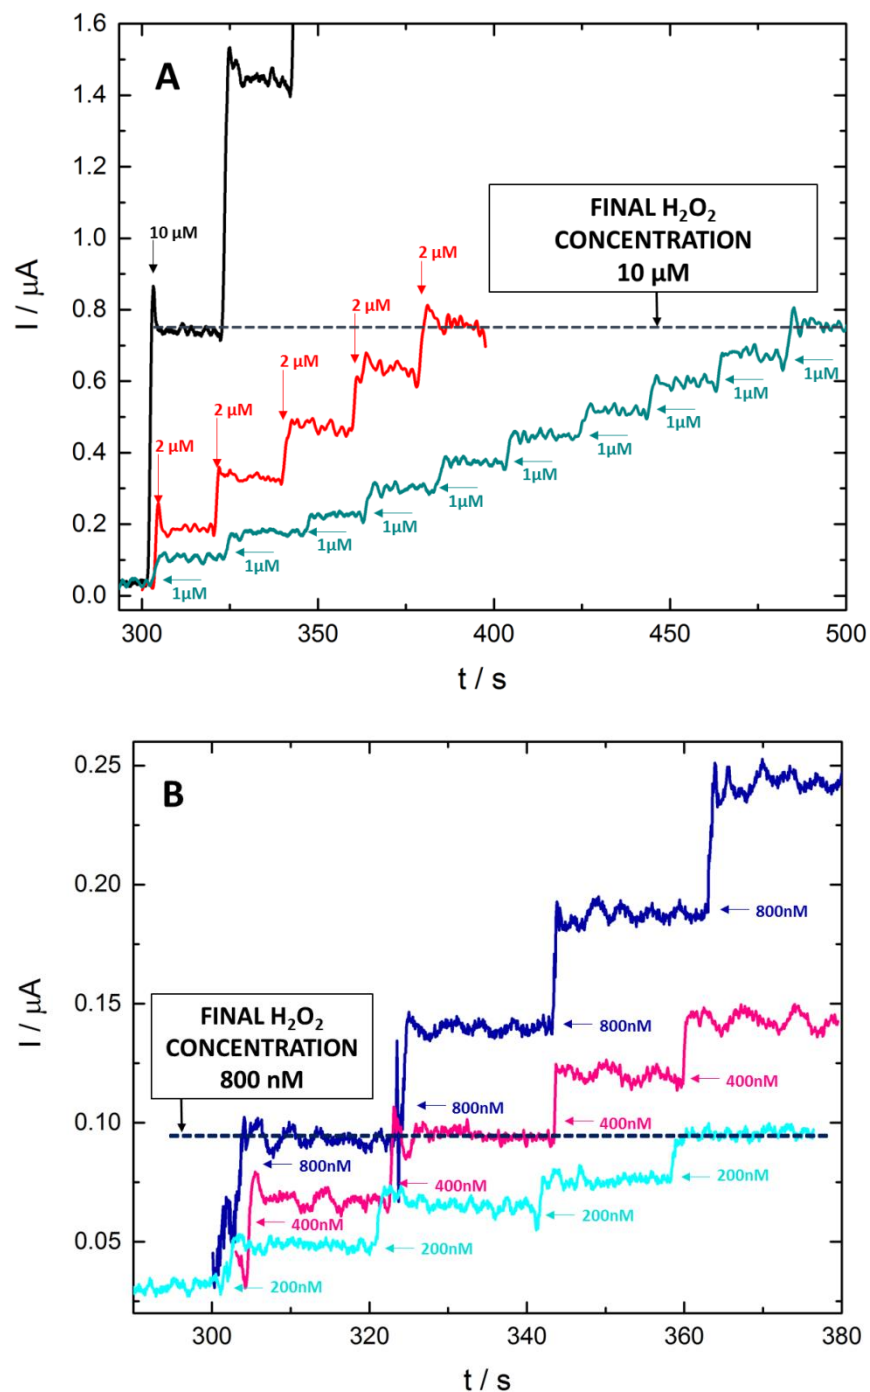 A
1.6
1.4
1.2
1.0
0.8
0.6
0.4
0.2
0.0
I / μA
10 μM
2 μM
2 μM
2 μM
2 μM
2 μM
FINAL H₂O₂
CONCENTRATION
10 μM
1μM
1μM
1μM
1μM
1μM
1μM
1μM
1μM
1μM
1μM
300
350
400
450
500
t / s
B
0.25
0.20
0.15
0.10
0.05
I / μA
FINAL H₂O₂
CONCENTRATION
800 nM
800nM
800nM
800nM
800nM
400nM
400nM
400nM
400nM
200nM
200nM
200nM
200nM
300
320
340
360
380
t / s